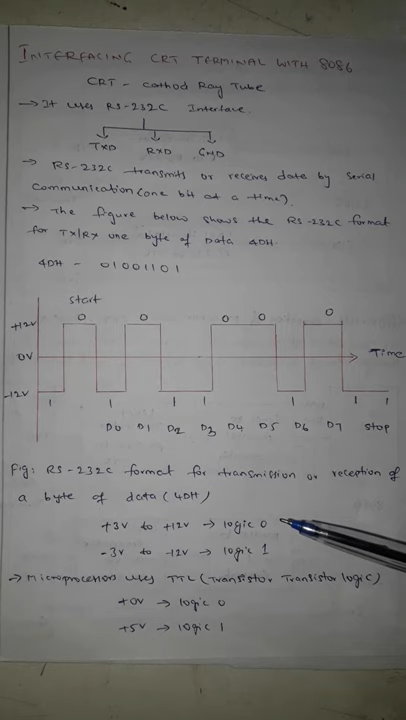 INTERFACING CRT TERMINAL WITH 8086
CRT - Cathod Ray Tube
→ It uses RS-232C Interface.
TXD RXD GND
→ RS-232C transmits or receives data by Serial
Communication (one bit at a time).
→ The figure below shows the RS-232C format
for Tx/Rx one byte of Data 4DH.
4DH - 01001101
Start
+12V 0 0 0 0 0
0V Time
-12V 1 1 1 1 1 1 1
D0 D1 D2 D3 D4 D5 D6 D7 Stop
Fig: RS-232C format for transmission or reception of
a byte of data (4DH)
+3V to +12V → logic 0
-3V to -12V → logic 1
→ Microprocessors uses TTL (Transistor Transistor logic)
+0V → logic 0
+5V → logic 1